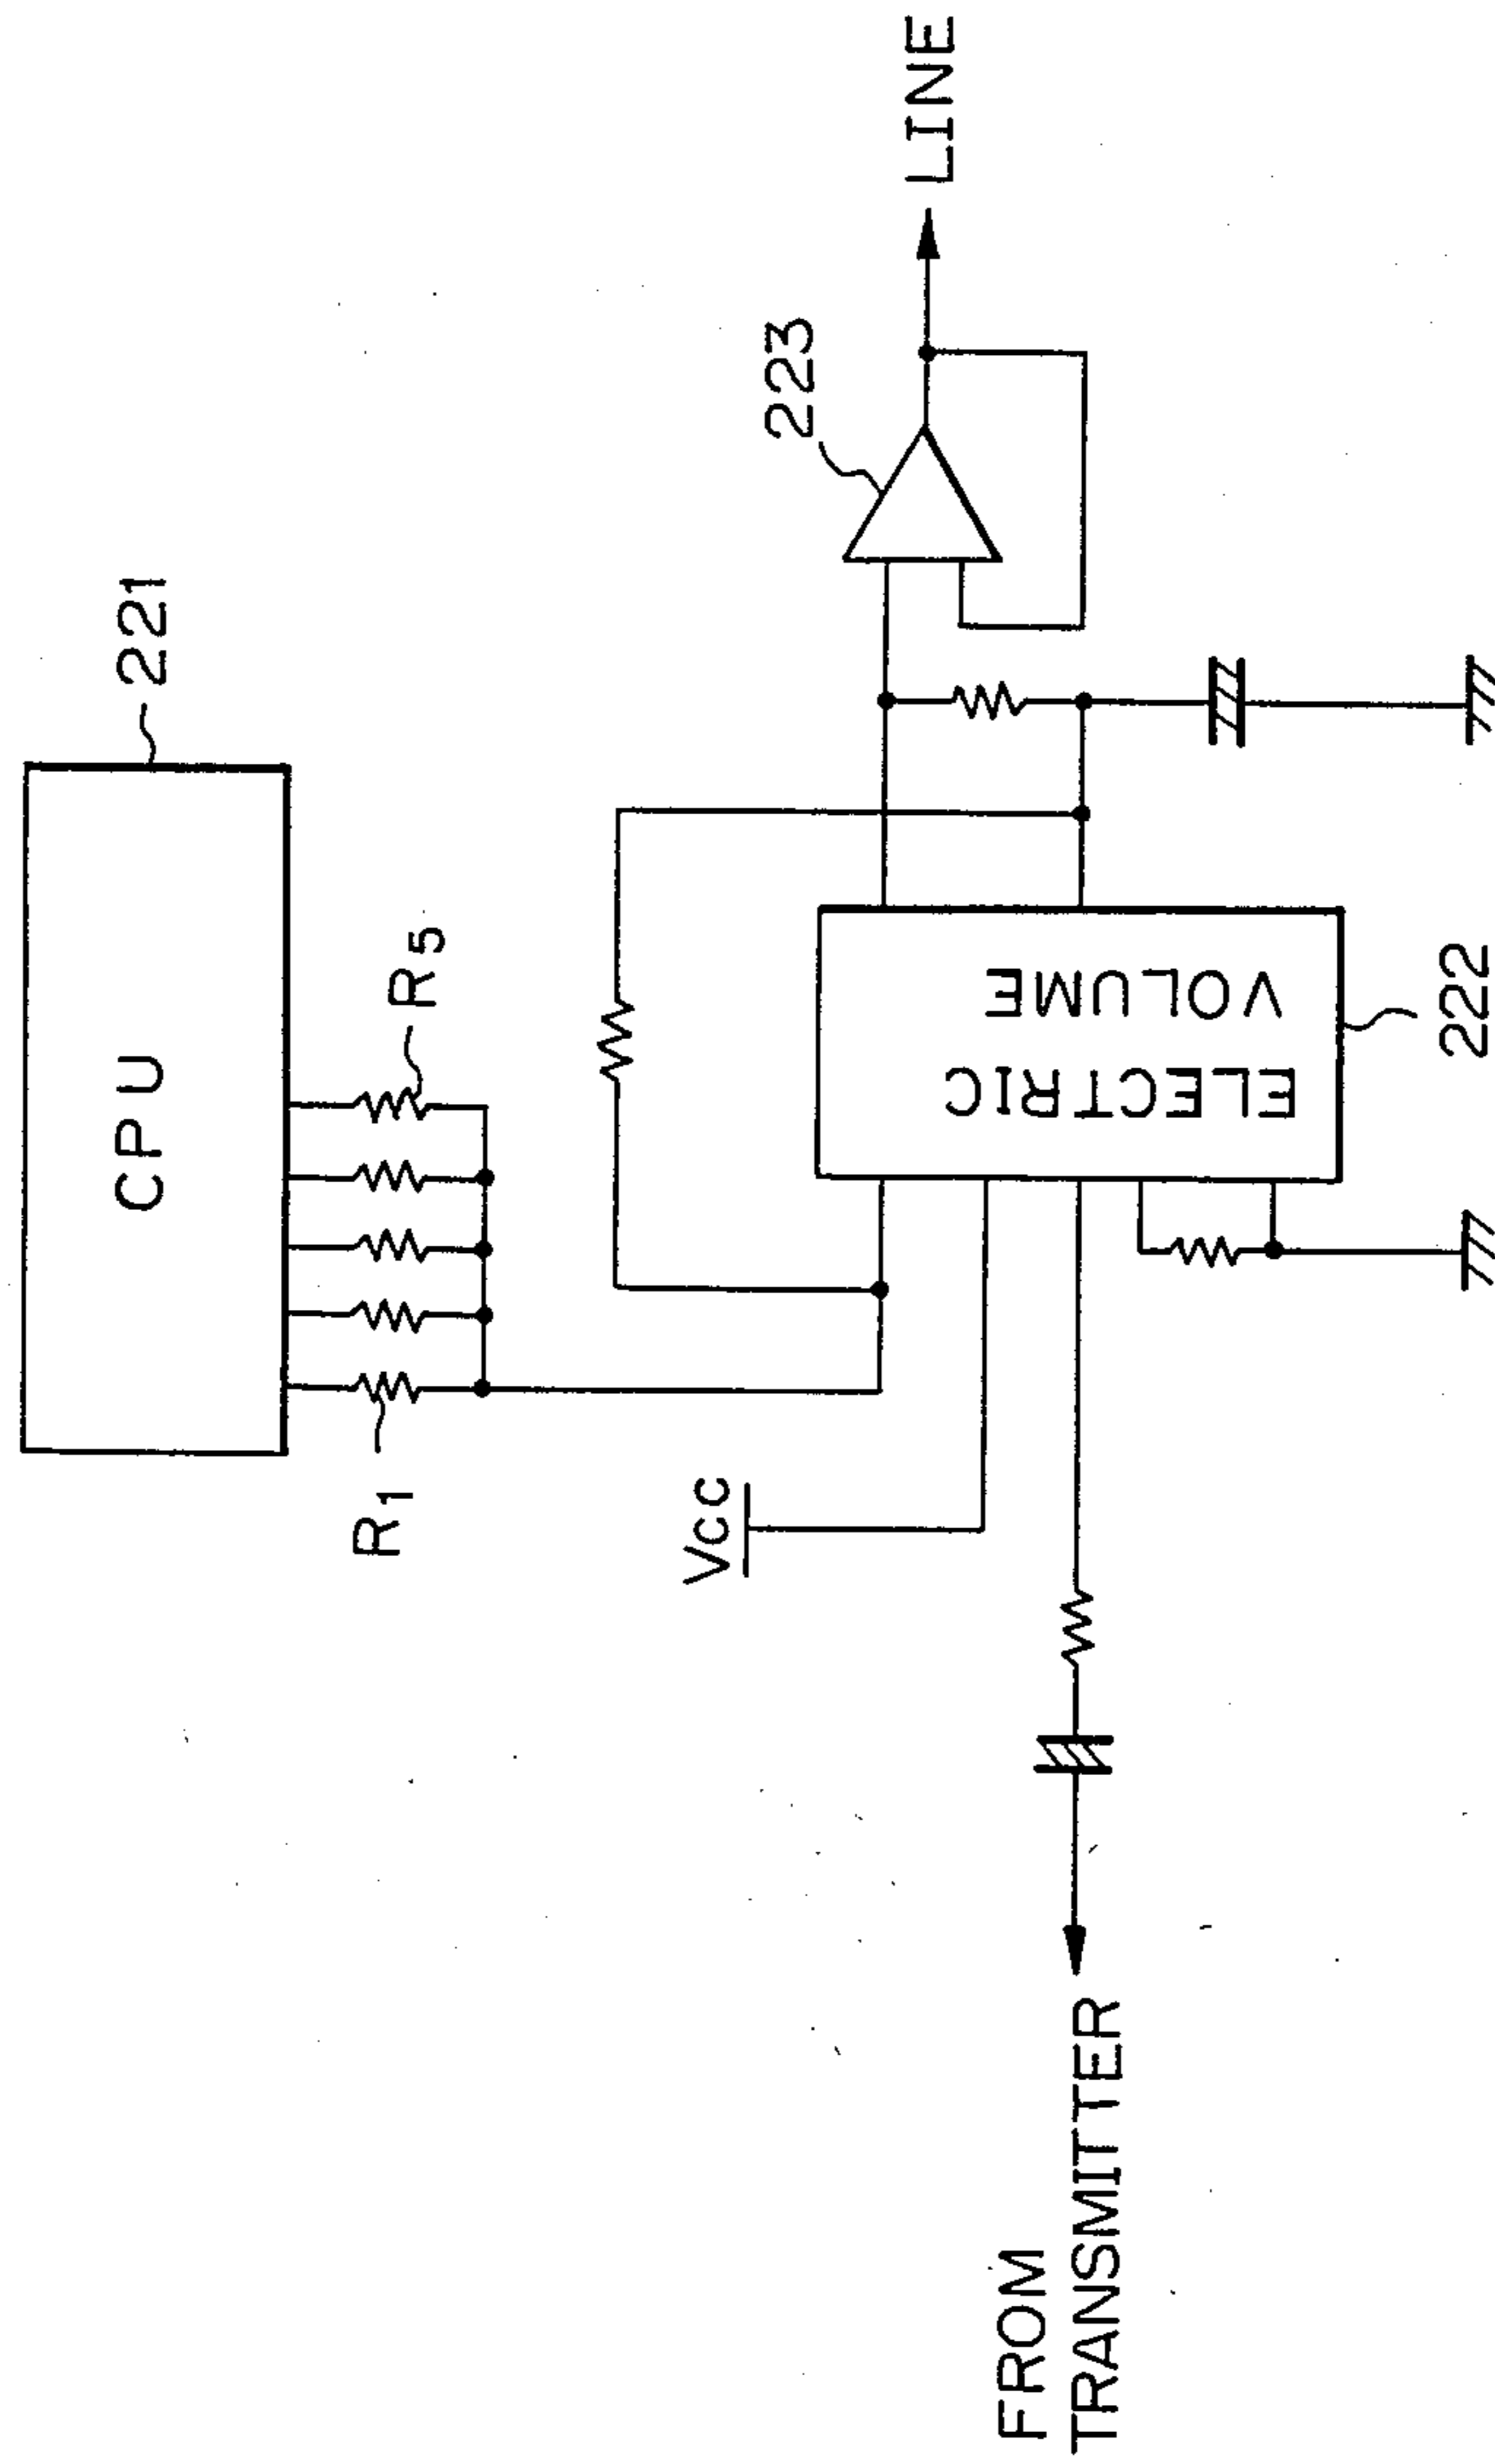 CPU
221
R1
R5
Vcc
223
LINE
ELECTRIC
VOLUME
222
FROM
TRANSMITTER